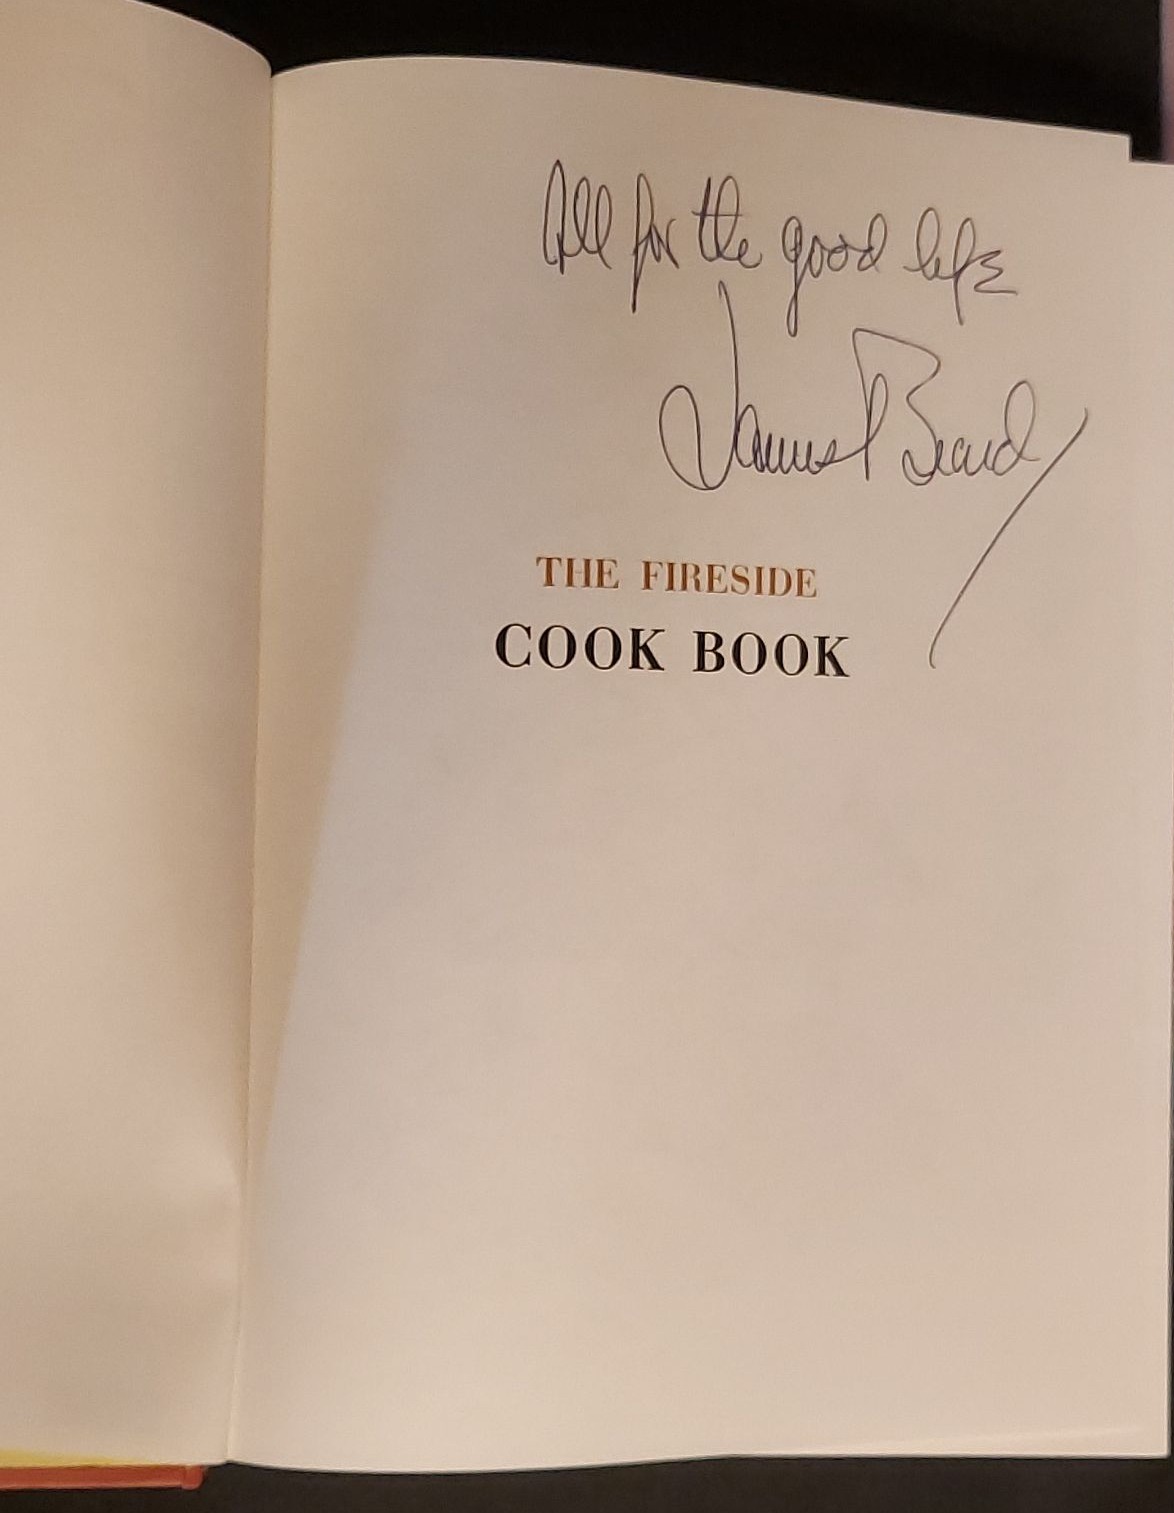 All for the good life
James Beard
THE FIRESIDE
COOK BOOK